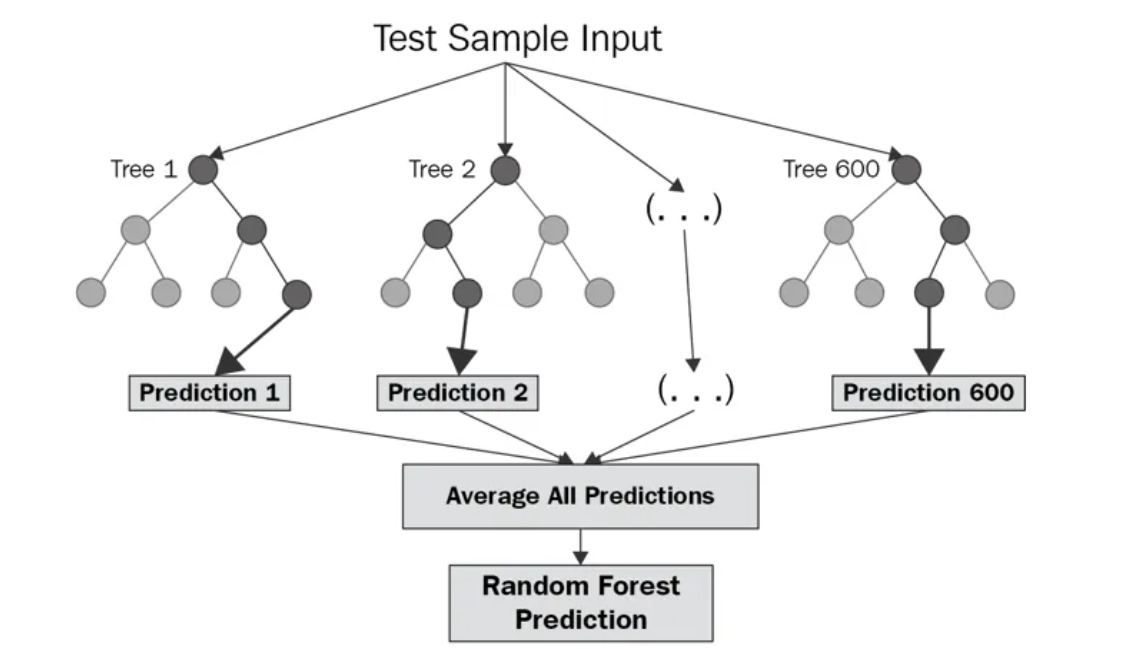 Test Sample Input
Tree 1
Tree 2
Tree 600
(. . .)
(. . .)
Prediction 1
Prediction 2
Prediction 600
Average All Predictions
Random Forest
Prediction